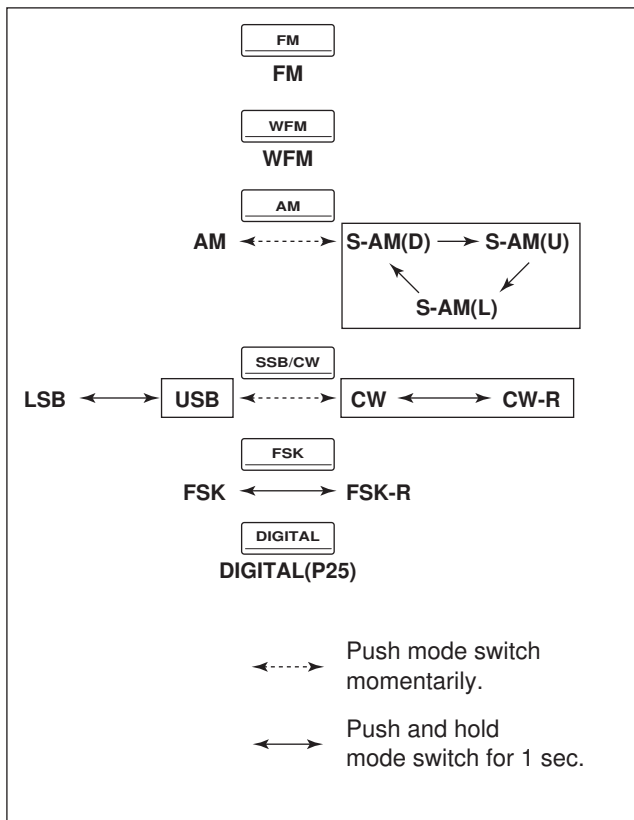 FM
FM
WFM
WFM
AM
AM S-AM(D) S-AM(U)
S-AM(L)
SSB/CW
LSB USB CW CW-R
FSK
FSK FSK-R
DIGITAL
DIGITAL(P25)
Push mode switch
momentarily.
Push and hold
mode switch for 1 sec.